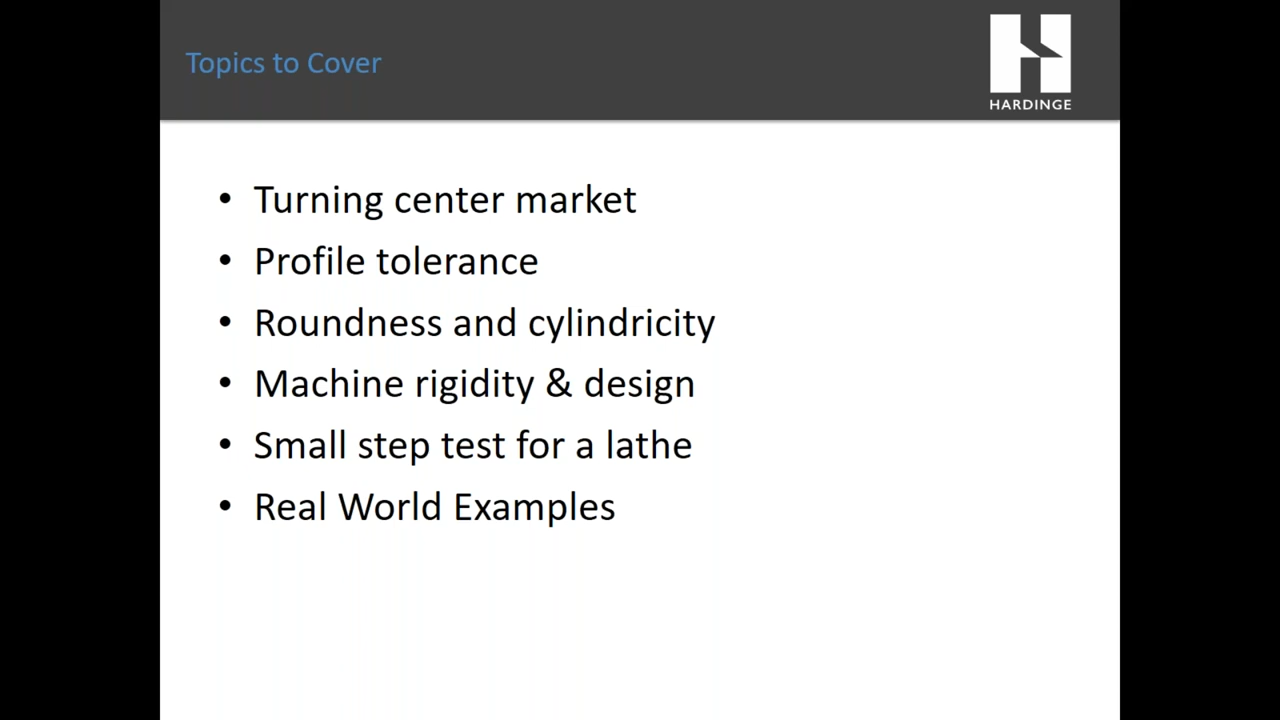 Topics to Cover
HARDINGE
• Turning center market
• Profile tolerance
• Roundness and cylindricity
• Machine rigidity & design
• Small step test for a lathe
• Real World Examples